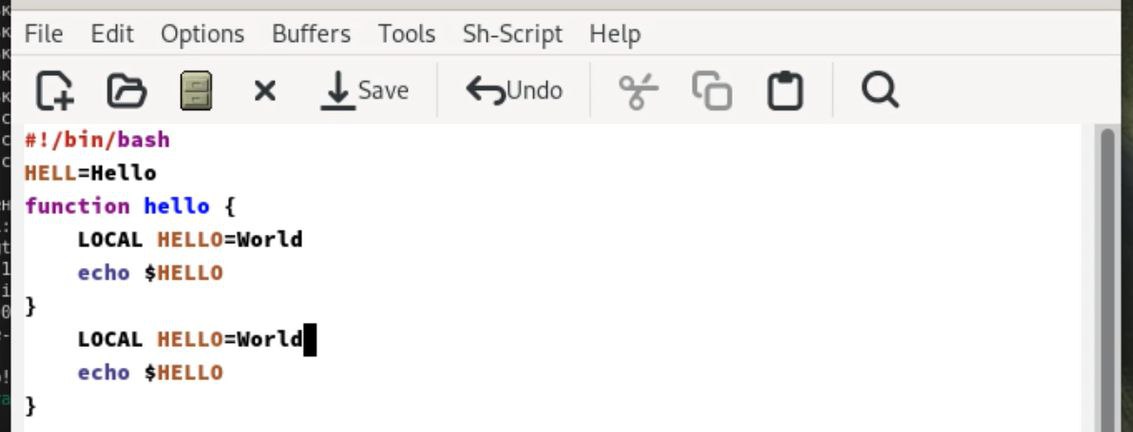 File Edit Options Buffers Tools Sh-Script Help
Save Undo
#!/bin/bash
HELL=Hello
function hello {
    LOCAL HELLO=World
    echo $HELLO
}
    LOCAL HELLO=World
    echo $HELLO
}